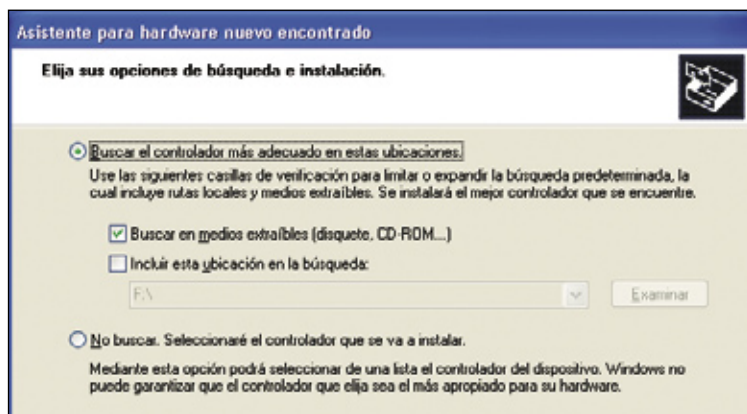 Asistente para hardware nuevo encontrado
Elija sus opciones de búsqueda e instalación.
Buscar el controlador más adecuado en estas ubicaciones.
Use las siguientes casillas de verificación para limitar o expandir la búsqueda predeterminada, la
cual incluye rutas locales y medios extraíbles. Se instalará el mejor controlador que se encuentre.
Buscar en medios extraíbles (disquete, CD-ROM...)
Incluir esta ubicación en la búsqueda:
F:\
Examinar
No buscar. Seleccionaré el controlador que se va a instalar.
Mediante esta opción podrá seleccionar de una lista el controlador del dispositivo. Windows no
puede garantizar que el controlador que elija sea el más apropiado para su hardware.